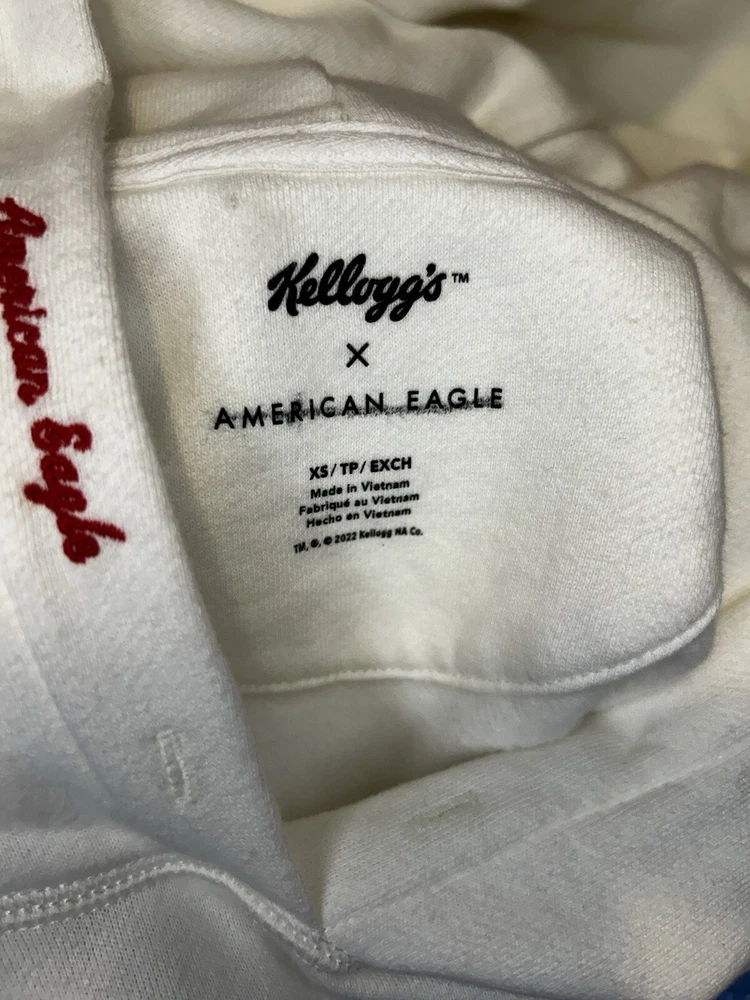 Kellogg's™
X
AMERICAN EAGLE
XS/TP/EXCH
Made in Vietnam
Fabriqué au Vietnam
Hecho en Vietnam
TM, ®, © 2022 Kellogg NA Co.
American Eagle